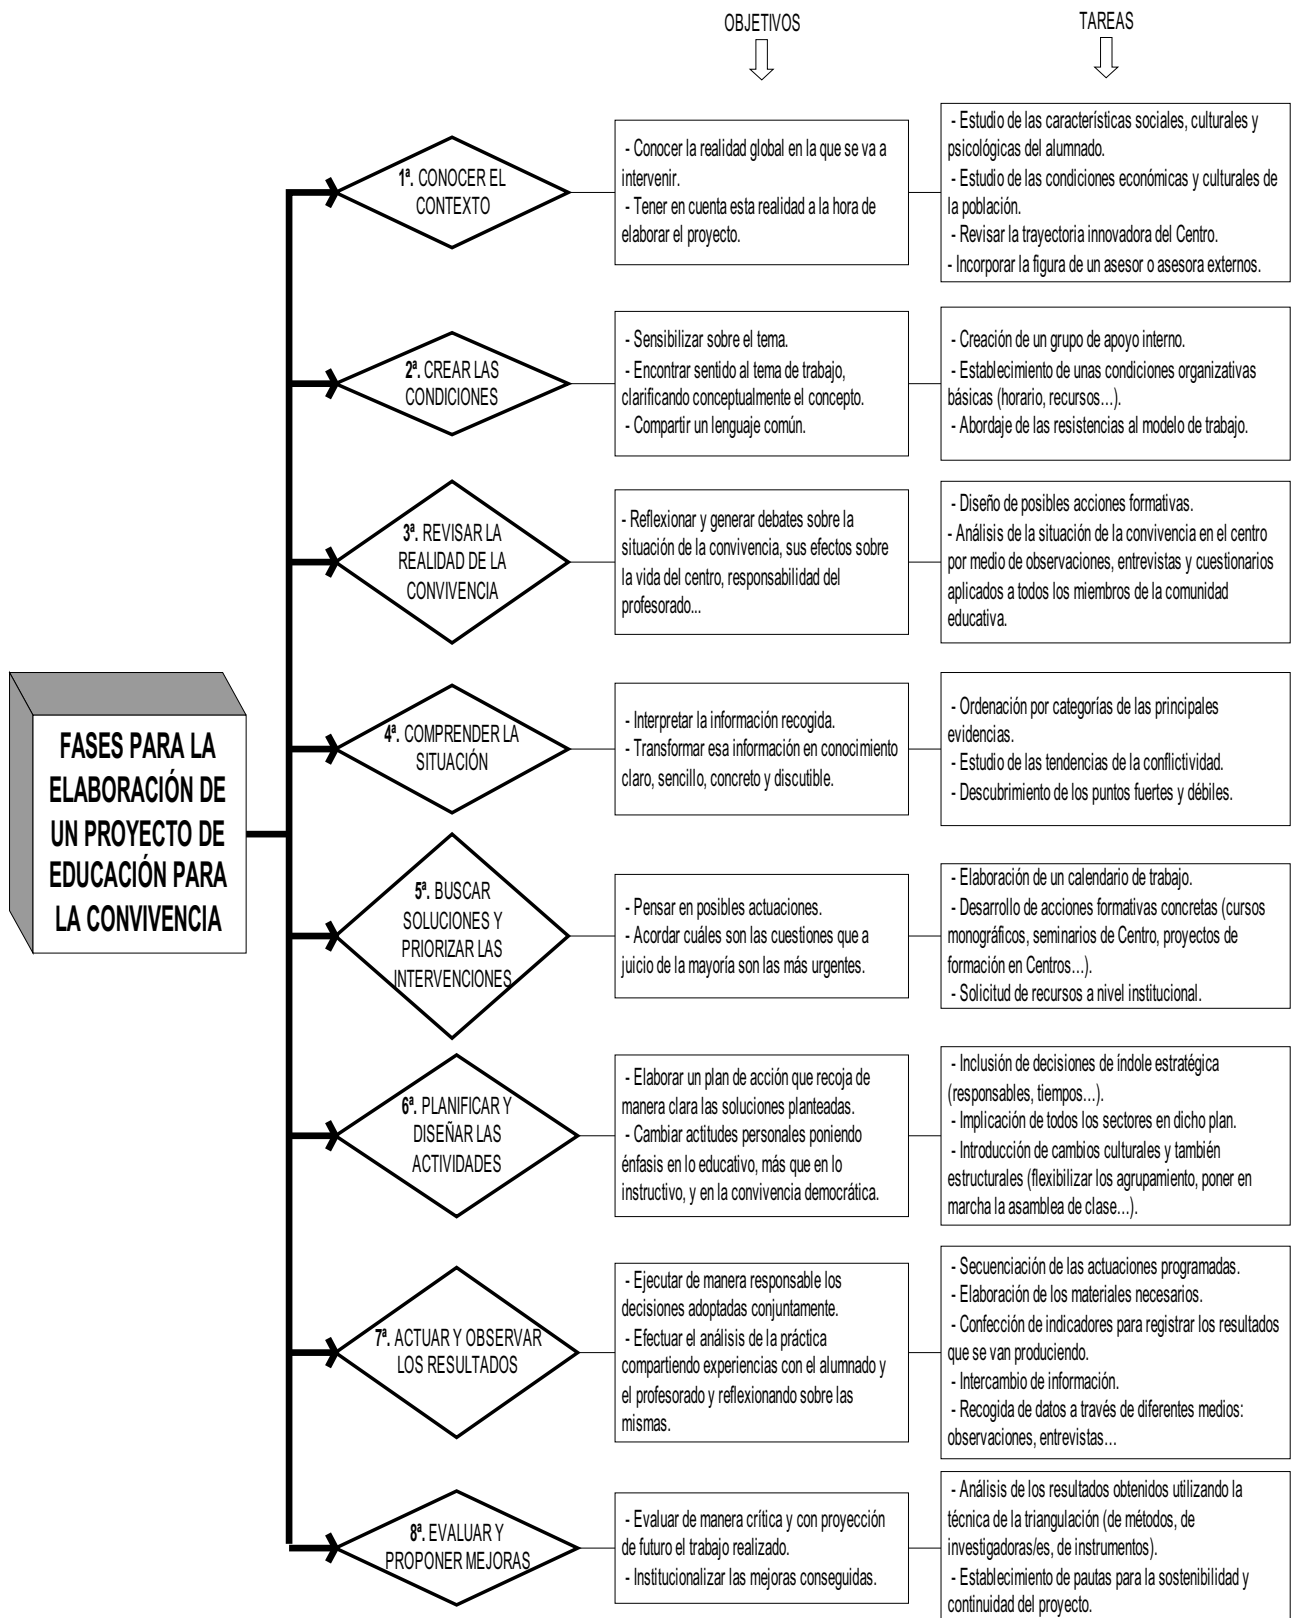 OBJETIVOS
TAREAS
FASES PARA LA
ELABORACIÓN DE
UN PROYECTO DE
EDUCACIÓN PARA
LA CONVIVENCIA
1ª. CONOCER EL
CONTEXTO
- Conocer la realidad global en la que se va a
intervenir.
- Tener en cuenta esta realidad a la hora de
elaborar el proyecto.
- Estudio de las características sociales, culturales y
psicológicas del alumnado.
- Estudio de las condiciones económicas y culturales de
la población.
- Revisar la trayectoria innovadora del Centro.
- Incorporar la figura de un asesor o asesora externos.
2ª. CREAR LAS
CONDICIONES
- Sensibilizar sobre el tema.
- Encontrar sentido al tema de trabajo,
clarificando conceptualmente el concepto.
- Compartir un lenguaje común.
- Creación de un grupo de apoyo interno.
- Establecimiento de unas condiciones organizativas
básicas (horario, recursos…).
- Abordaje de las resistencias al modelo de trabajo.
3ª. REVISAR LA
REALIDAD DE LA
CONVIVENCIA
- Reflexionar y generar debates sobre la
situación de la convivencia, sus efectos sobre
la vida del centro, responsabilidad del
profesorado...
- Diseño de posibles acciones formativas.
- Análisis de la situación de la convivencia en el centro
por medio de observaciones, entrevistas y cuestionarios
aplicados a todos los miembros de la comunidad
educativa.
4ª. COMPRENDER LA
SITUACIÓN
- Interpretar la información recogida.
- Transformar esa información en conocimiento
claro, sencillo, concreto y discutible.
- Ordenación por categorías de las principales
evidencias.
- Estudio de las tendencias de la conflictividad.
- Descubrimiento de los puntos fuertes y débiles.
5ª. BUSCAR
SOLUCIONES Y
PRIORIZAR LAS
INTERVENCIONES
- Pensar en posibles actuaciones.
- Acordar cuáles son las cuestiones que a
juicio de la mayoría son las más urgentes.
- Elaboración de un calendario de trabajo.
- Desarrollo de acciones formativas concretas (cursos
monográficos, seminarios de Centro, proyectos de
formación en Centros…).
- Solicitud de recursos a nivel institucional.
6ª. PLANIFICAR Y
DISEÑAR LAS
ACTIVIDADES
- Elaborar un plan de acción que recoja de
manera clara las soluciones planteadas.
- Cambiar actitudes personales poniendo
énfasis en lo educativo, más que en lo
instructivo, y en la convivencia democrática.
- Inclusión de decisiones de índole estratégica
(responsables, tiempos…).
- Implicación de todos los sectores en dicho plan.
- Introducción de cambios culturales y también
estructurales (flexibilizar los agrupamiento, poner en
marcha la asamblea de clase…).
7ª. ACTUAR Y OBSERVAR
LOS RESULTADOS
- Ejecutar de manera responsable los
decisiones adoptadas conjuntamente.
- Efectuar el análisis de la práctica
compartiendo experiencias con el alumnado y
el profesorado y reflexionando sobre las
mismas.
- Secuenciación de las actuaciones programadas.
- Elaboración de los materiales necesarios.
- Confección de indicadores para registrar los resultados
que se van produciendo.
- Intercambio de información.
- Recogida de datos a través de diferentes medios:
observaciones, entrevistas…
8ª. EVALUAR Y
PROPONER MEJORAS
- Evaluar de manera crítica y con proyección
de futuro el trabajo realizado.
- Institucionalizar las mejoras conseguidas.
- Análisis de los resultados obtenidos utilizando la
técnica de la triangulación (de métodos, de
investigadoras/es, de instrumentos).
- Establecimiento de pautas para la sostenibilidad y
continuidad del proyecto.